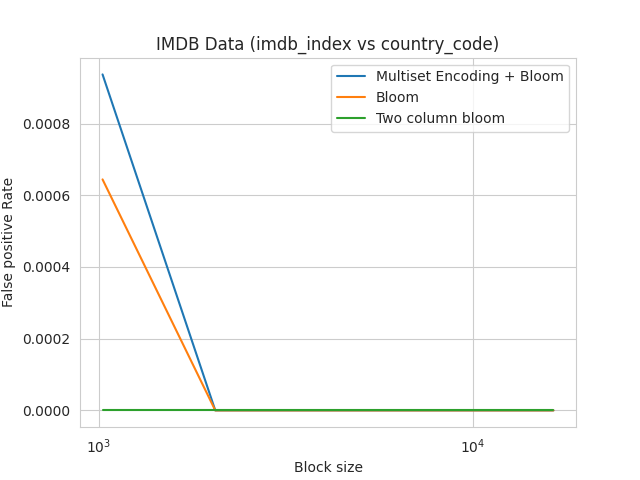 IMDB Data (imdb_index vs country_code)
Multiset Encoding + Bloom
Bloom
Two column bloom
False positive Rate
0.0008
0.0006
0.0004
0.0002
0.0000
10³
10⁴
Block size